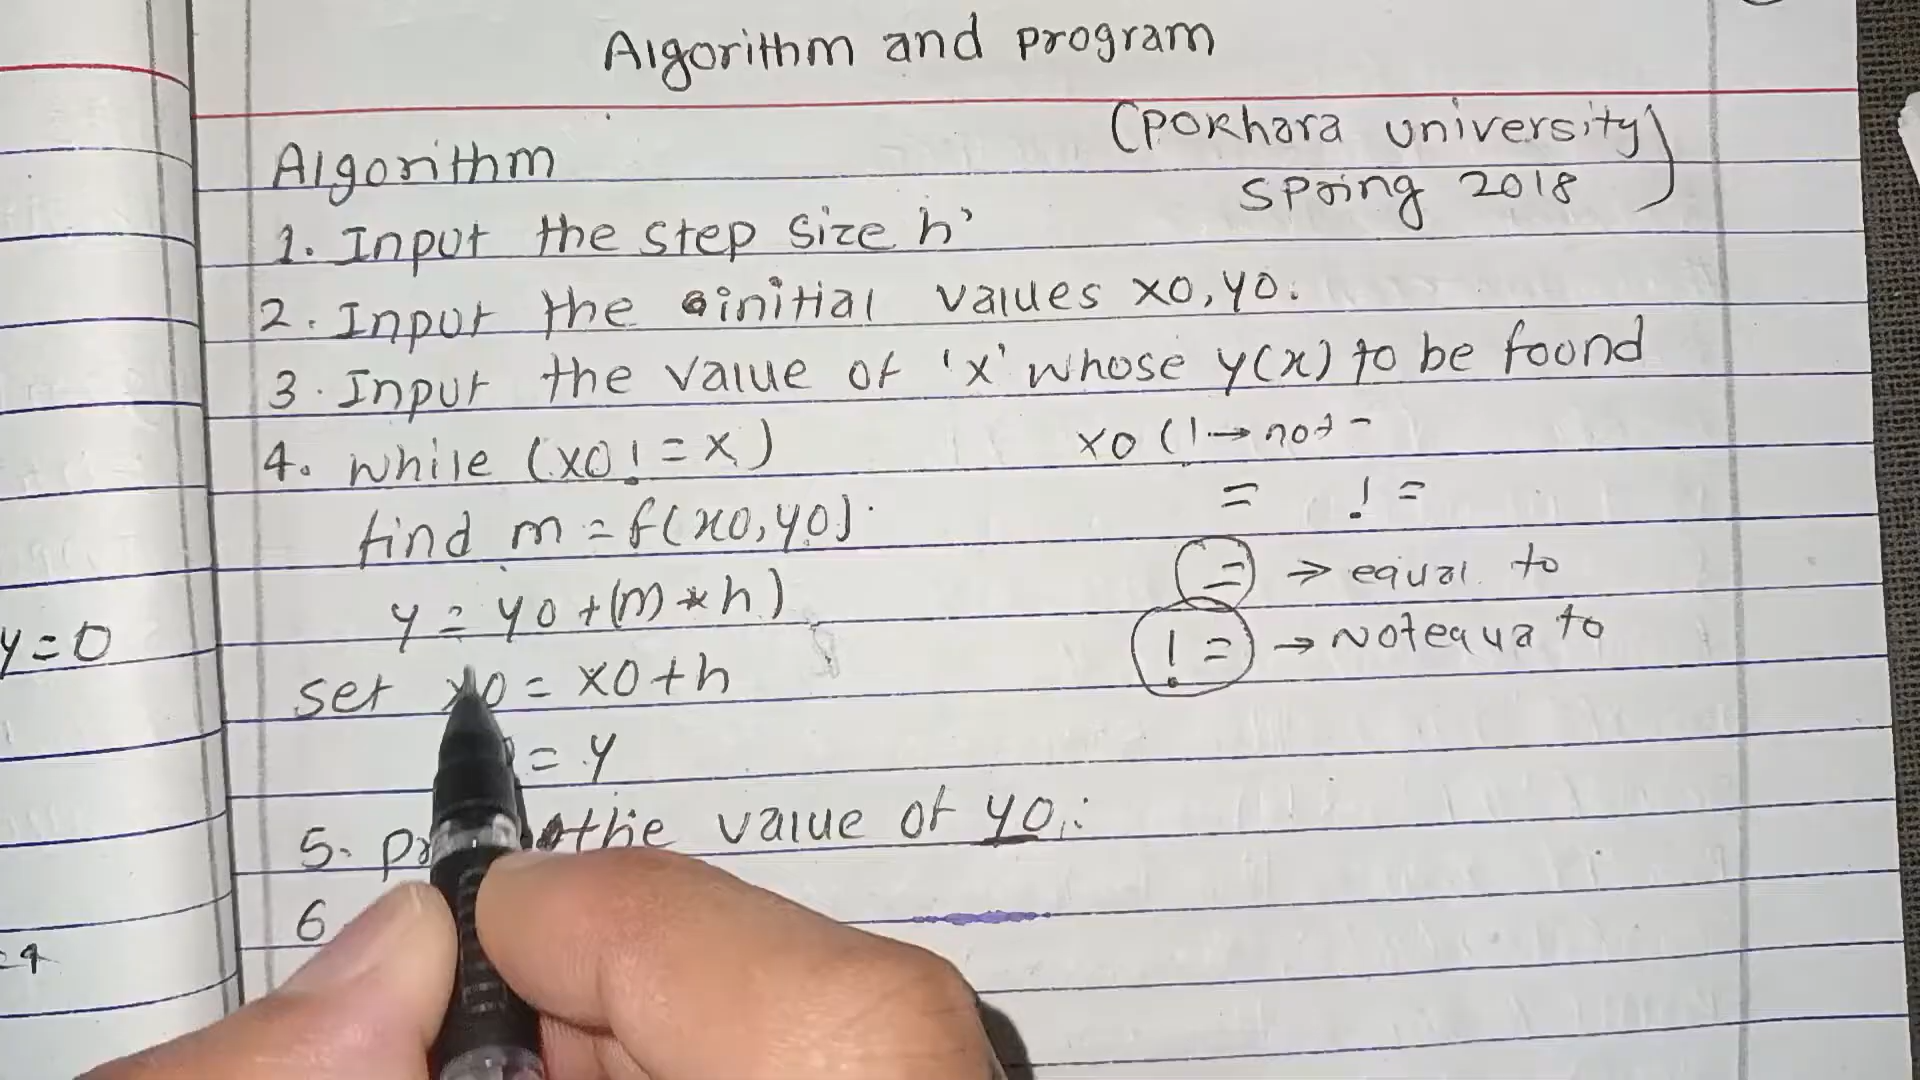 Algorithm and program
(Pokhara university
spring 2018)
Algorithm
1. Input the step size h'
2. Input the initial values x0, y0.
3. Input the value of 'x' whose y(x) to be found
4. while (x0 != x)
x0 (! → not -
= !=
find m = f(x0, y0).
= → equal to
y = y0 + (m * h)
!= → Not equa to
y = 0
set x0 = x0 + h
= y
5. the value of y0.
6